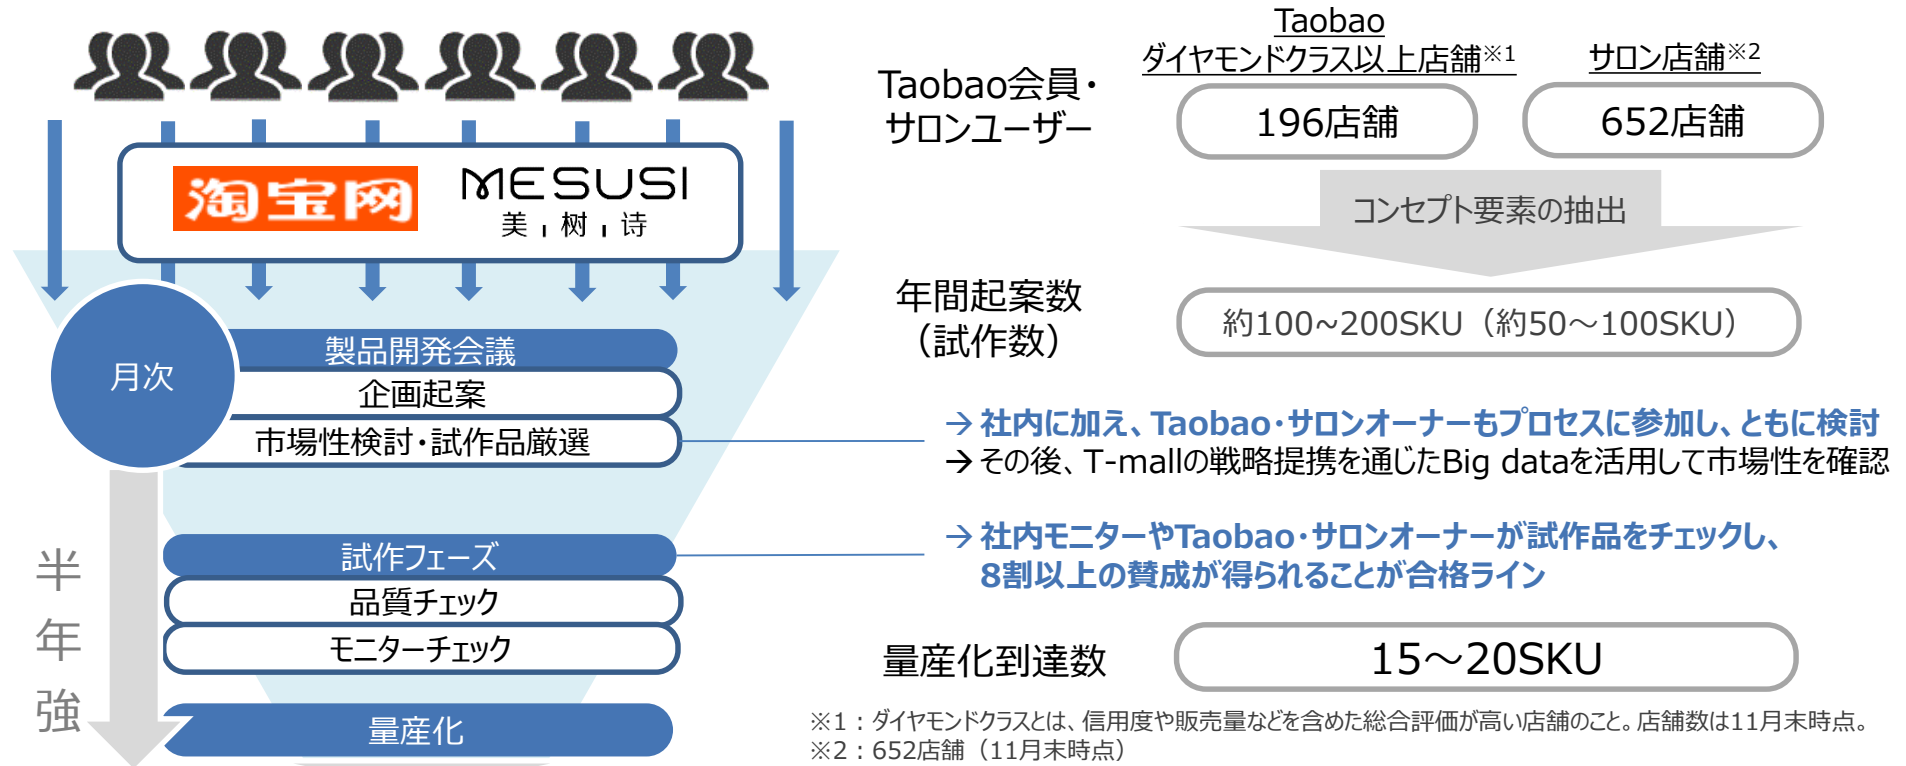 淘宝网
MESUSI
美 树 诗
月次
製品開発会議
企画起案
市場性検討・試作品厳選
半年強
試作フェーズ
品質チェック
モニターチェック
量産化
Taobao会員・
サロンユーザー
Taobao
ダイヤモンドクラス以上店舗※1
サロン店舗※2
196店舗
652店舗
コンセプト要素の抽出
年間起案数
（試作数）
約100~200SKU（約50～100SKU）
→ 社内に加え、Taobao・サロンオーナーもプロセスに参加し、ともに検討
→ その後、T-mallの戦略提携を通じたBig dataを活用して市場性を確認
→ 社内モニターやTaobao・サロンオーナーが試作品をチェックし、
8割以上の賛成が得られることが合格ライン
量産化到達数
15～20SKU
※1：ダイヤモンドクラスとは、信用度や販売量などを含めた総合評価が高い店舗のこと。店舗数は11月末時点。
※2：652店舗（11月末時点）